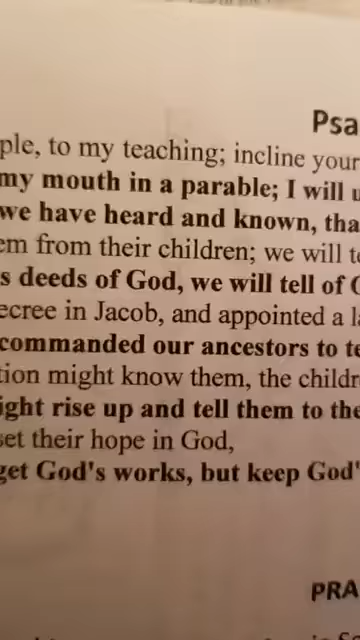 Psa
ple, to my teaching; incline your
my mouth in a parable; I will u
we have heard and known, tha
em from their children; we will te
s deeds of God, we will tell of G
ecree in Jacob, and appointed a la
commanded our ancestors to te
tion might know them, the childr
ight rise up and tell them to the
set their hope in God,
get God's works, but keep God'
PRA